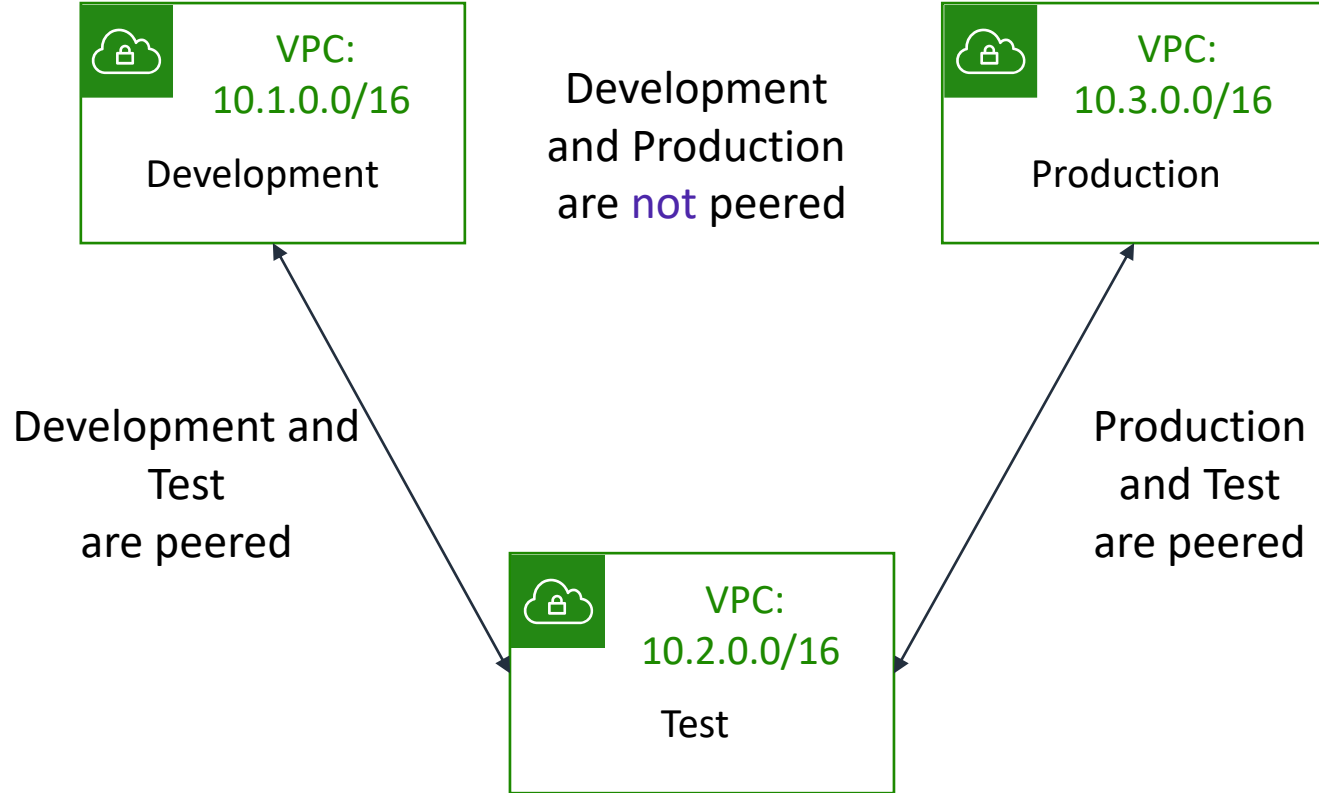 VPC:
10.1.0.0/16
Development
Development
and Production
are not peered
VPC:
10.3.0.0/16
Production
Development and
Test
are peered
Production
and Test
are peered
VPC:
10.2.0.0/16
Test